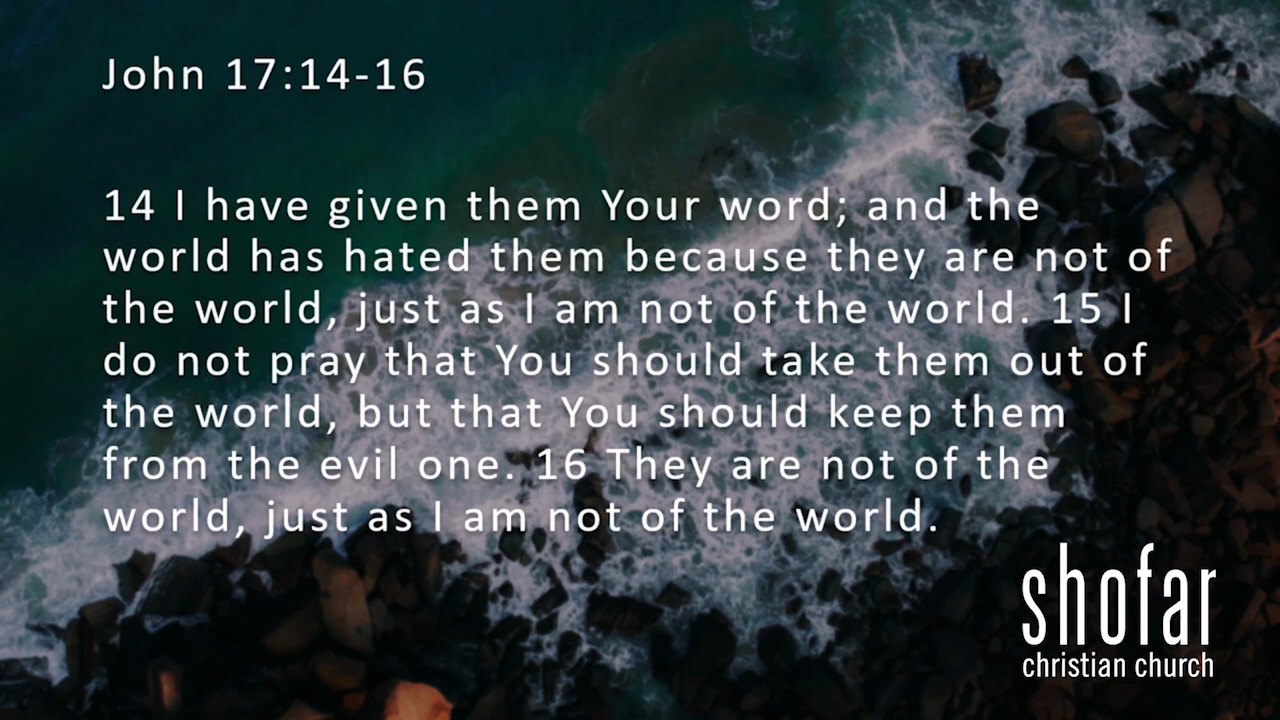 John 17:14-16
14 I have given them Your word; and the
world has hated them because they are not of
the world, just as I am not of the world. 15 I
do not pray that You should take them out of
the world, but that You should keep them
from the evil one. 16 They are not of the
world, just as I am not of the world.
shofar
christian church